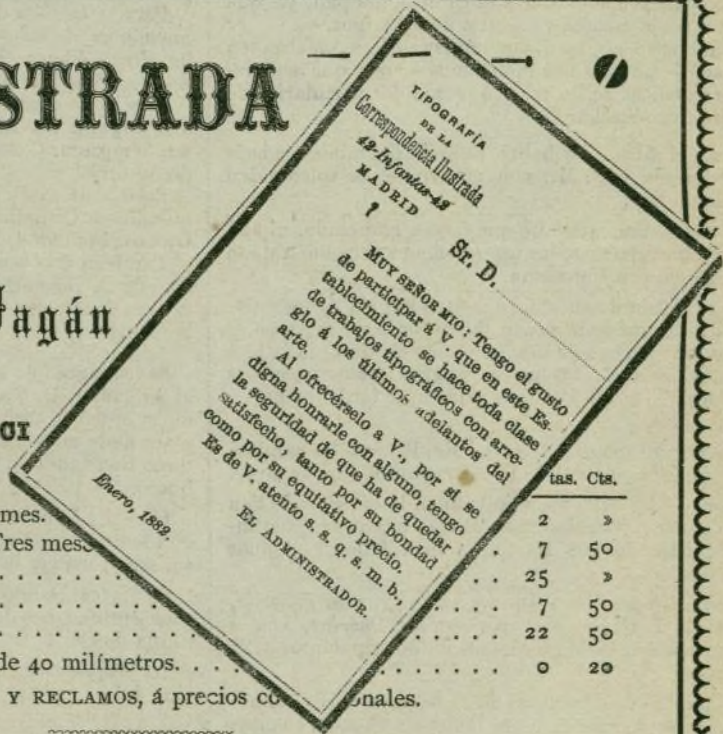 STRADA
TIPOGRAFÍA
DE LA
Correspondencia Ilustrada
42-Infantas-42
MADRID
Sr. D.
MUY SEÑOR MIO: Tengo el gusto
de participar á V. que en este Es-
tablecimiento se hace toda clase
de trabajos tipográficos con arre-
glo á los últimos adelantos del
arte.
Al ofrecérselo a V., por si se
digna honrarle con alguno, tengo
la seguridad de que ha de quedar
satisfecho, tanto por su bondad
como por su equitativo precio.
Es de V. atento s. s. q. s. m. b.,
EL ADMINISTRADOR.
Enero, 1882.
agán
CI
tas. Cts.
mes. 2 »
Tres mes . 7 50
. . . . . . . . 25 »
. . . . . . . . 7 50
. . . . . . . . 22 50
de 40 milímetros. . . . . . . . . 0 20
Y RECLAMOS, á precios co onales.